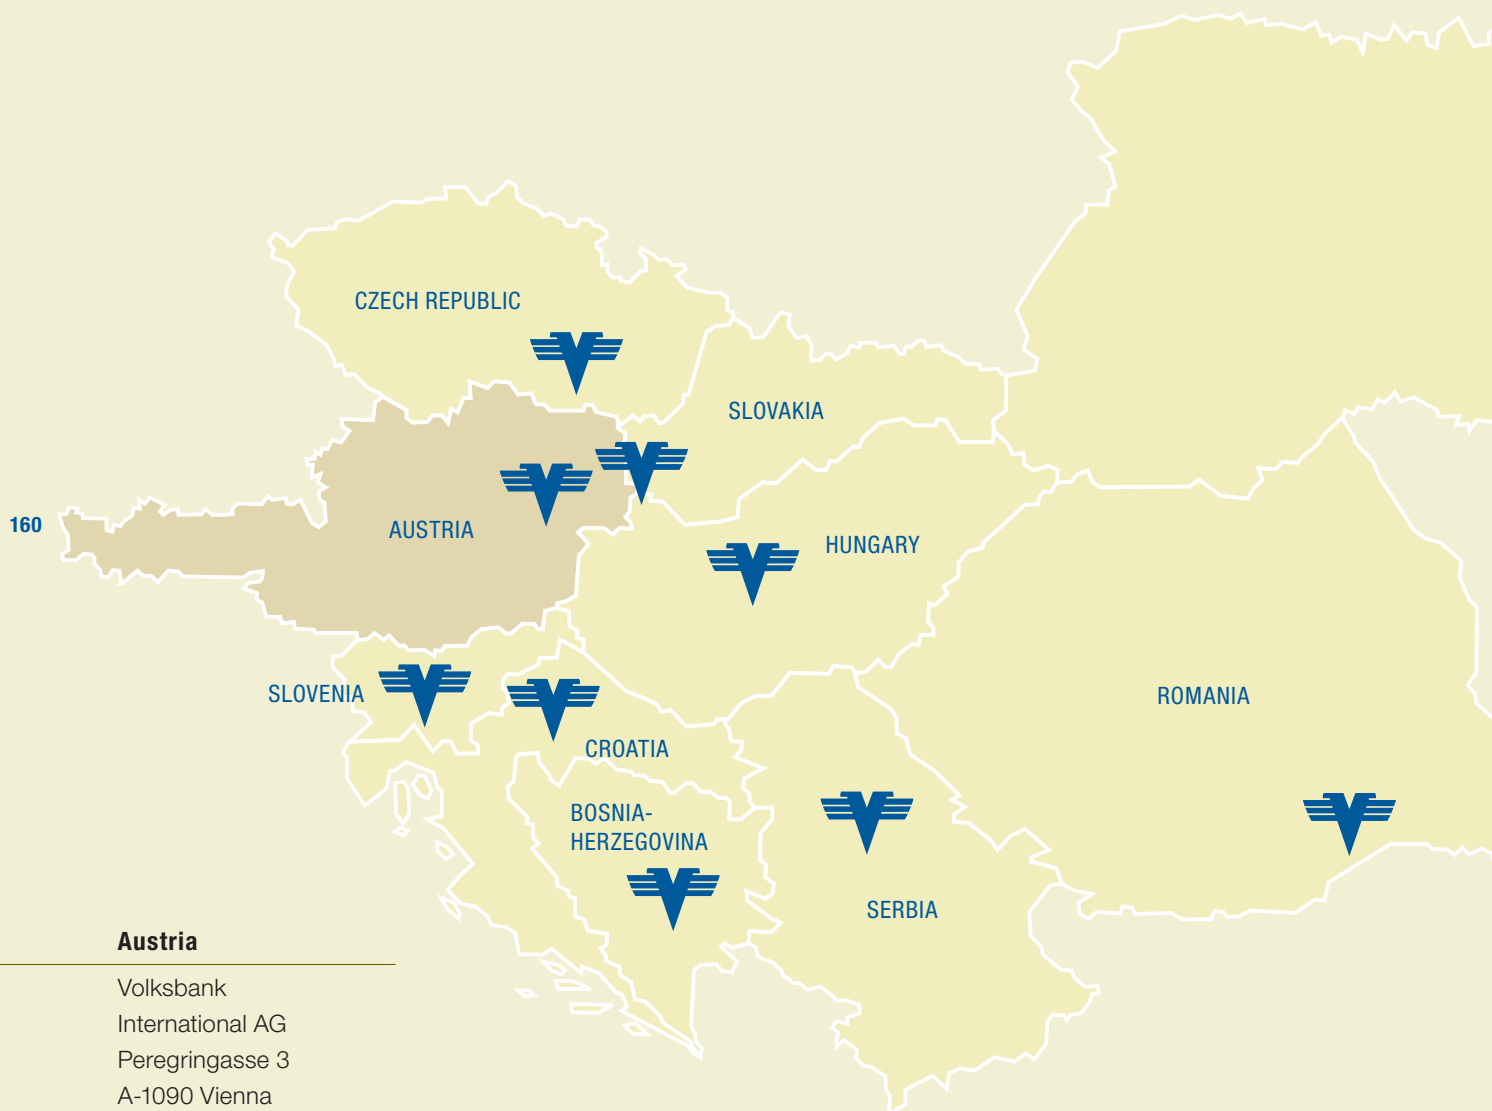 CZECH REPUBLIC
SLOVAKIA
160
AUSTRIA
HUNGARY
SLOVENIA
ROMANIA
CROATIA
BOSNIA-
HERZEGOVINA
SERBIA
Austria
Volksbank
International AG
Peregringasse 3
A-1090 Vienna